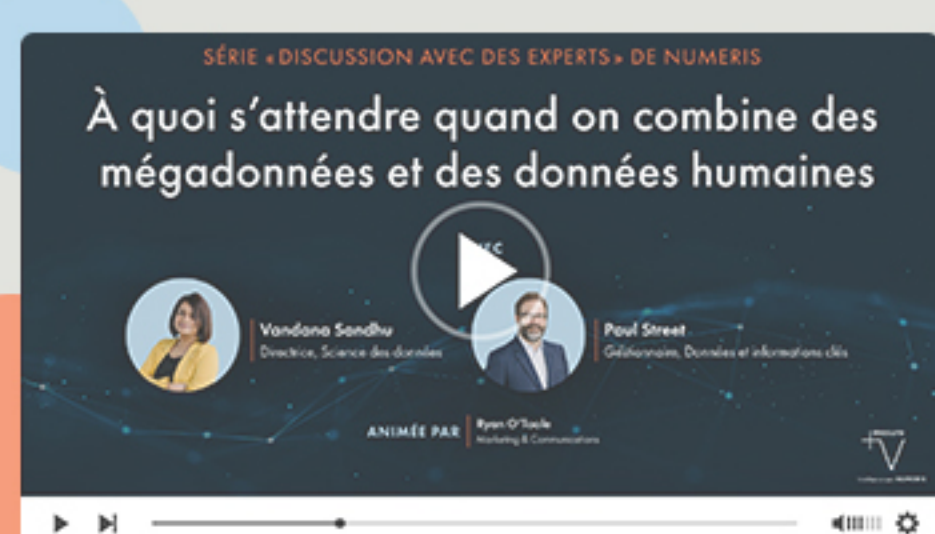 SÉRIE «DISCUSSION AVEC DES EXPERTS» DE NUMERIS
À quoi s’attendre quand on combine des
mégadonnées et des données humaines
Vandana Sandhu
Directrice, Science des données
Paul Street
Gestionnaire, Données et informations clés
ANIMÉE PAR
Ryan O'Toole
Marketing & Communications